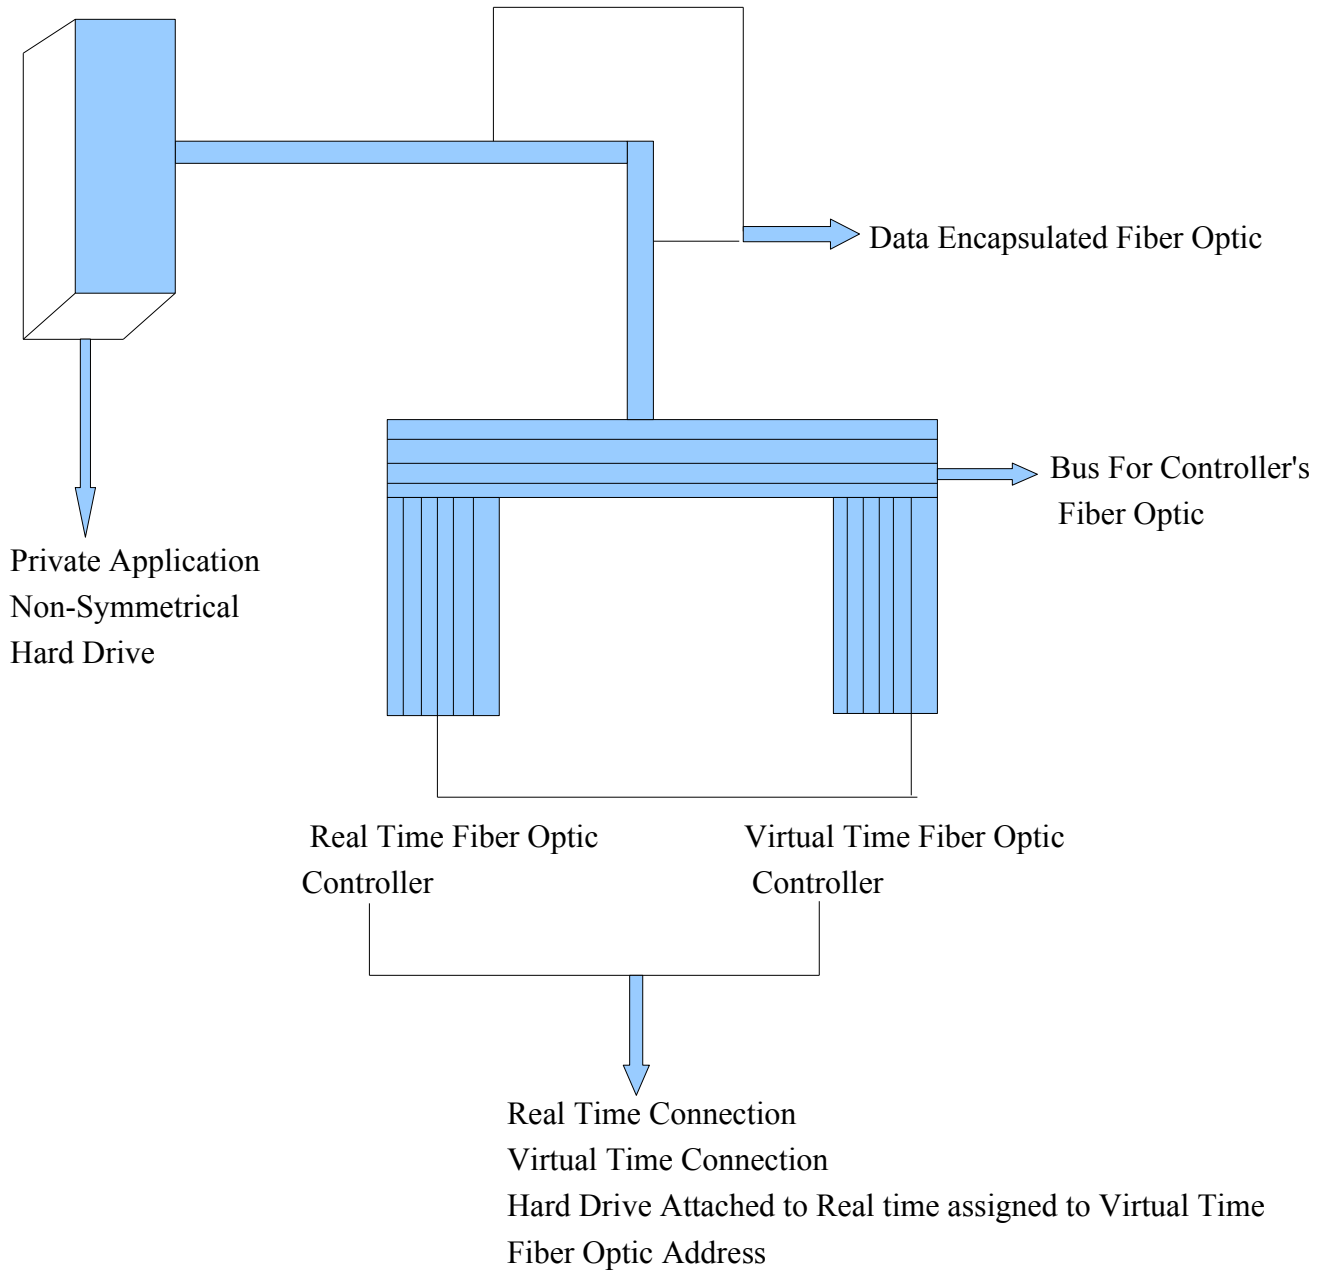 Data Encapsulated Fiber Optic
Bus For Controller's
Fiber Optic
Private Application
Non-Symmetrical
Hard Drive
Real Time Fiber Optic
Controller
Virtual Time Fiber Optic
Controller
Real Time Connection
Virtual Time Connection
Hard Drive Attached to Real time assigned to Virtual Time
Fiber Optic Address